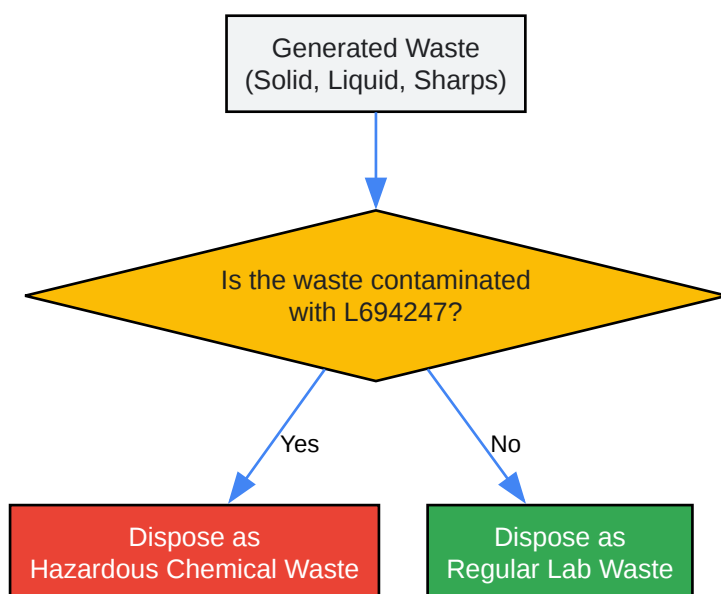 Generated Waste
(Solid, Liquid, Sharps)
Is the waste contaminated
with L694247?
Yes
No
Dispose as
Hazardous Chemical Waste
Dispose as
Regular Lab Waste